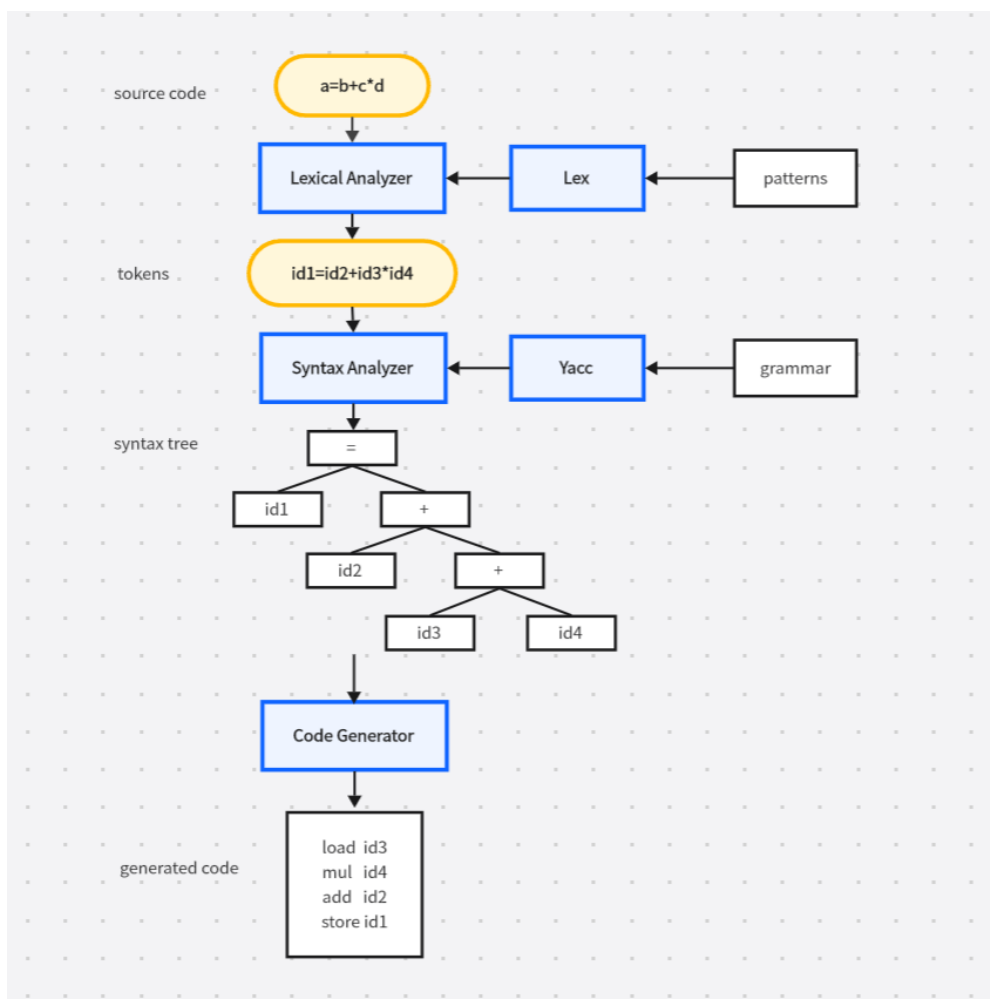 source code
a=b+c*d
Lexical Analyzer
Lex
patterns
tokens
id1=id2+id3*id4
Syntax Analyzer
Yacc
grammar
syntax tree
=
id1
+
id2
+
id3
id4
Code Generator
generated code
load id3
mul id4
add id2
store id1